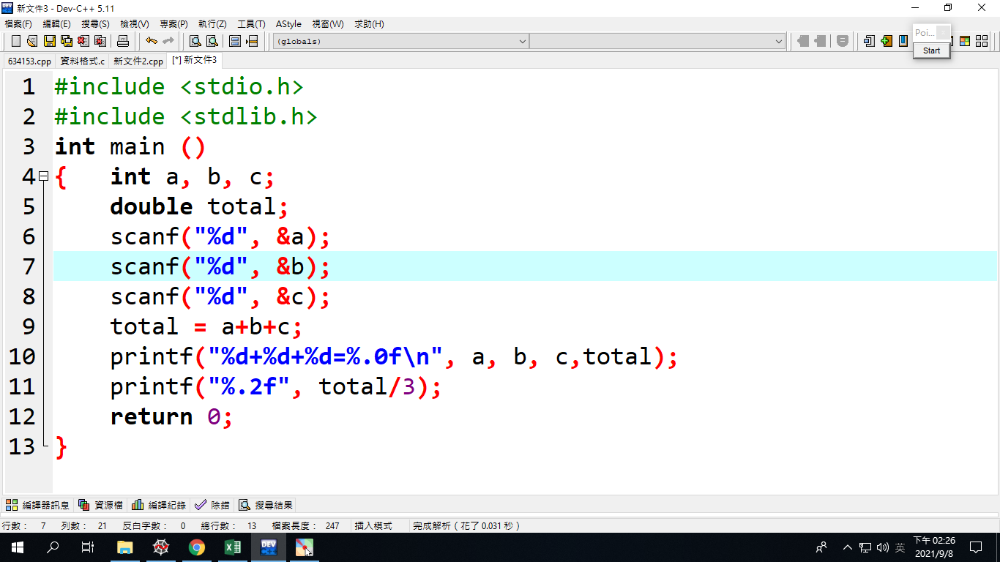 新文件3 - Dev-C++ 5.11
檔案(F) 編輯(E) 搜尋(S) 檢視(V) 專案(P) 執行(Z) 工具(T) AStyle 視窗(W) 求助(H)
(globals)
Poi...
Start
634153.cpp 資料格式.c 新文件2.cpp [*] 新文件3
1 #include <stdio.h>
2 #include <stdlib.h>
3 int main ()
4 { int a, b, c;
5 double total;
6 scanf("%d", &a);
7 scanf("%d", &b);
8 scanf("%d", &c);
9 total = a+b+c;
10 printf("%d+%d+%d=%.0f\n", a, b, c,total);
11 printf("%.2f", total/3);
12 return 0;
13 }
編譯器訊息 資源檔 編譯紀錄 除錯 搜尋結果
行數： 7 列數： 21 反白字數： 0 總行數： 13 檔案長度： 247 插入模式 完成解析 ( 花了 0.031 秒 )
DEV
C++
英
下午 02:26
2021/9/8